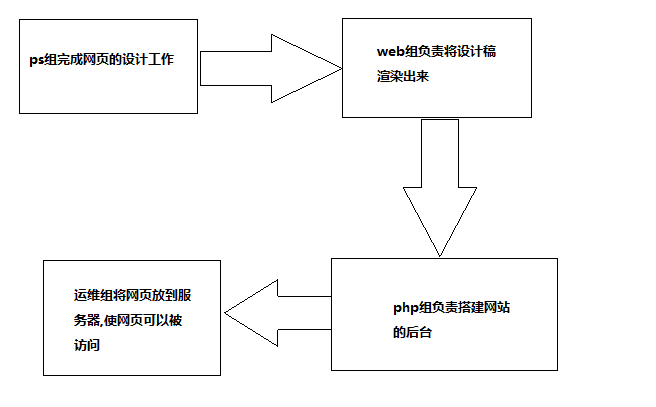 ps组完成网页的设计工作
web组负责将设计稿
渲染出来
php组负责搭建网站
的后台
运维组将网页放到服
务器,使网页可以被
访问